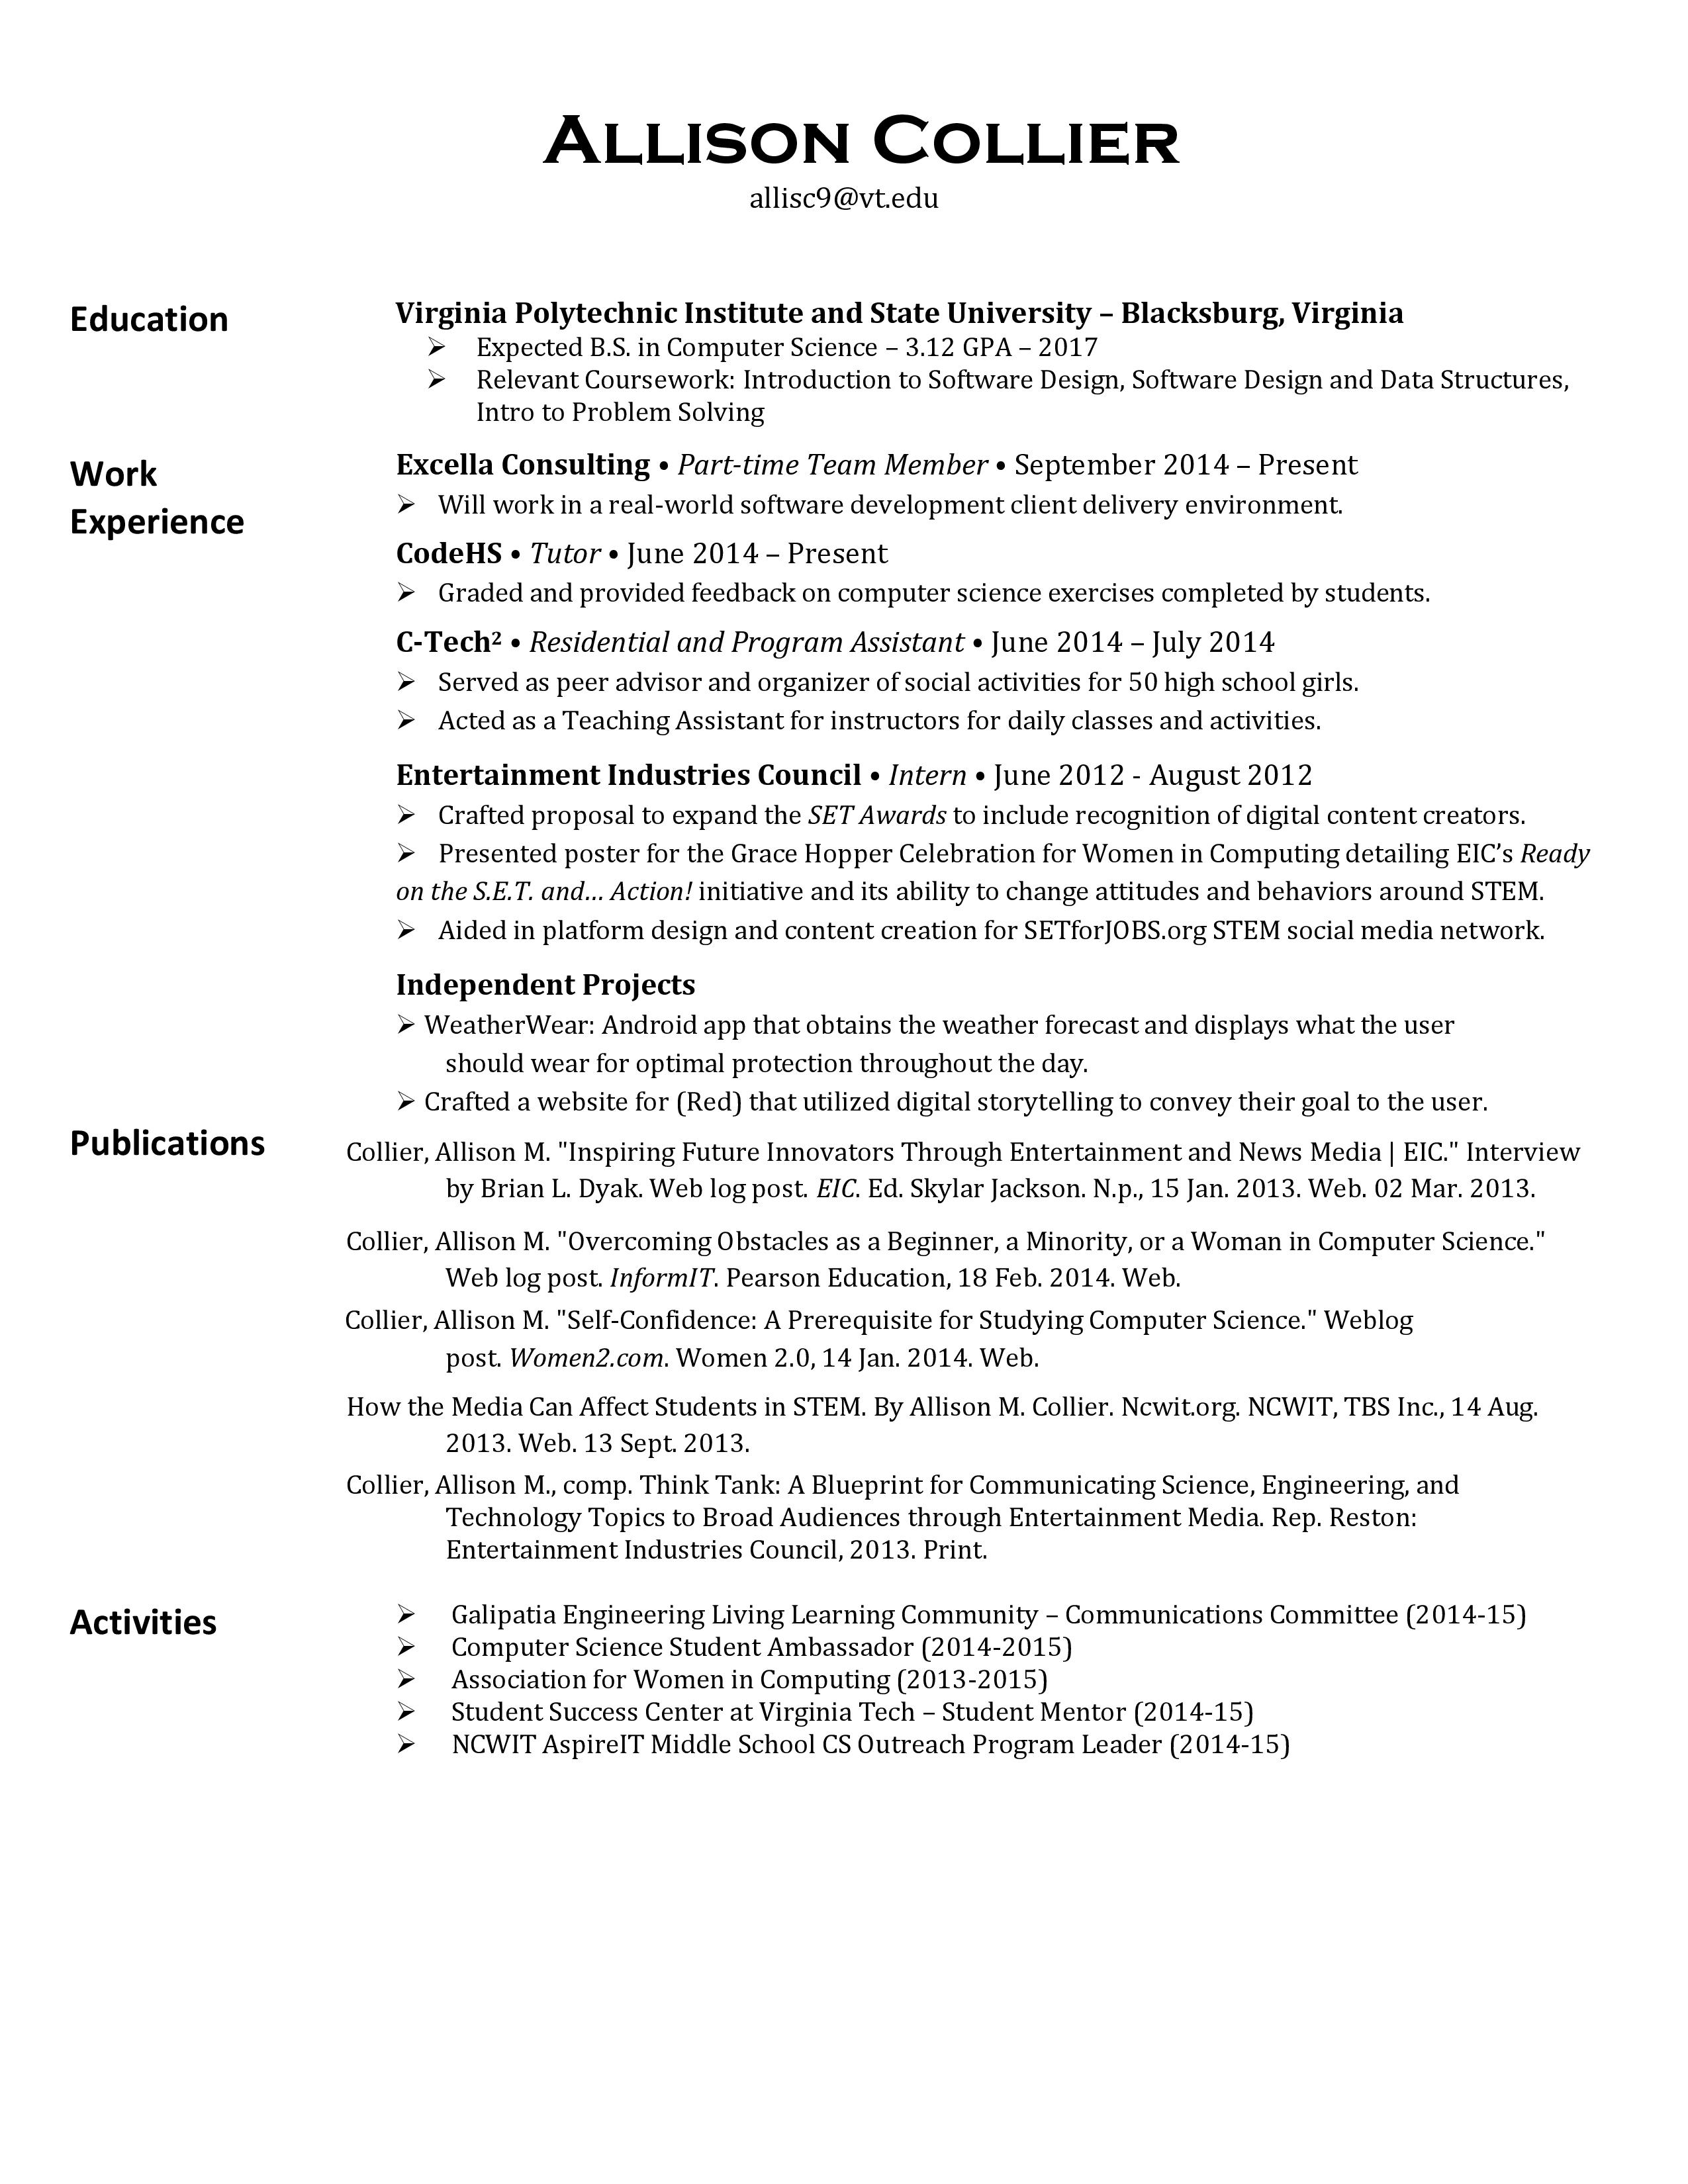 ALLISON COLLIER
allisc9@vt.edu
Education
Virginia Polytechnic Institute and State University – Blacksburg, Virginia
➢ Expected B.S. in Computer Science – 3.12 GPA – 2017
➢ Relevant Coursework: Introduction to Software Design, Software Design and Data Structures,
Intro to Problem Solving
Work
Experience
Excella Consulting • Part-time Team Member • September 2014 – Present
➢ Will work in a real-world software development client delivery environment.
CodeHS • Tutor • June 2014 – Present
➢ Graded and provided feedback on computer science exercises completed by students.
C-Tech² • Residential and Program Assistant • June 2014 – July 2014
➢ Served as peer advisor and organizer of social activities for 50 high school girls.
➢ Acted as a Teaching Assistant for instructors for daily classes and activities.
Entertainment Industries Council • Intern • June 2012 - August 2012
➢ Crafted proposal to expand the SET Awards to include recognition of digital content creators.
➢ Presented poster for the Grace Hopper Celebration for Women in Computing detailing EIC’s Ready
on the S.E.T. and… Action! initiative and its ability to change attitudes and behaviors around STEM.
➢ Aided in platform design and content creation for SETforJOBS.org STEM social media network.
Independent Projects
➢ WeatherWear: Android app that obtains the weather forecast and displays what the user
should wear for optimal protection throughout the day.
➢ Crafted a website for (Red) that utilized digital storytelling to convey their goal to the user.
Publications
Collier, Allison M. "Inspiring Future Innovators Through Entertainment and News Media | EIC." Interview
by Brian L. Dyak. Web log post. EIC. Ed. Skylar Jackson. N.p., 15 Jan. 2013. Web. 02 Mar. 2013.
Collier, Allison M. "Overcoming Obstacles as a Beginner, a Minority, or a Woman in Computer Science."
Web log post. InformIT. Pearson Education, 18 Feb. 2014. Web.
Collier, Allison M. "Self-Confidence: A Prerequisite for Studying Computer Science." Weblog
post. Women2.com. Women 2.0, 14 Jan. 2014. Web.
How the Media Can Affect Students in STEM. By Allison M. Collier. Ncwit.org. NCWIT, TBS Inc., 14 Aug.
2013. Web. 13 Sept. 2013.
Collier, Allison M., comp. Think Tank: A Blueprint for Communicating Science, Engineering, and
Technology Topics to Broad Audiences through Entertainment Media. Rep. Reston:
Entertainment Industries Council, 2013. Print.
Activities
➢ Galipatia Engineering Living Learning Community – Communications Committee (2014-15)
➢ Computer Science Student Ambassador (2014-2015)
➢ Association for Women in Computing (2013-2015)
➢ Student Success Center at Virginia Tech – Student Mentor (2014-15)
➢ NCWIT AspireIT Middle School CS Outreach Program Leader (2014-15)